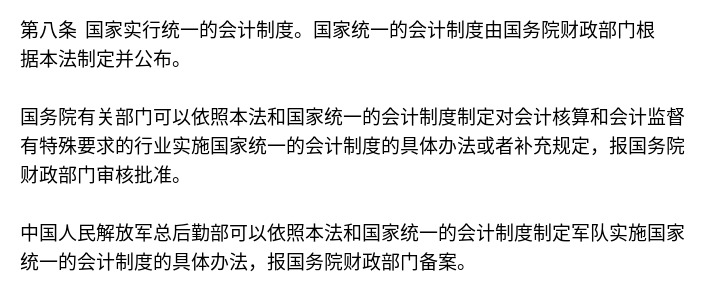 第八条 国家实行统一的会计制度。国家统一的会计制度由国务院财政部门根
据本法制定并公布。
国务院有关部门可以依照本法和国家统一的会计制度制定对会计核算和会计监督
有特殊要求的行业实施国家统一的会计制度的具体办法或者补充规定，报国务院
财政部门审核批准。
中国人民解放军总后勤部可以依照本法和国家统一的会计制度制定军队实施国家
统一的会计制度的具体办法，报国务院财政部门备案。